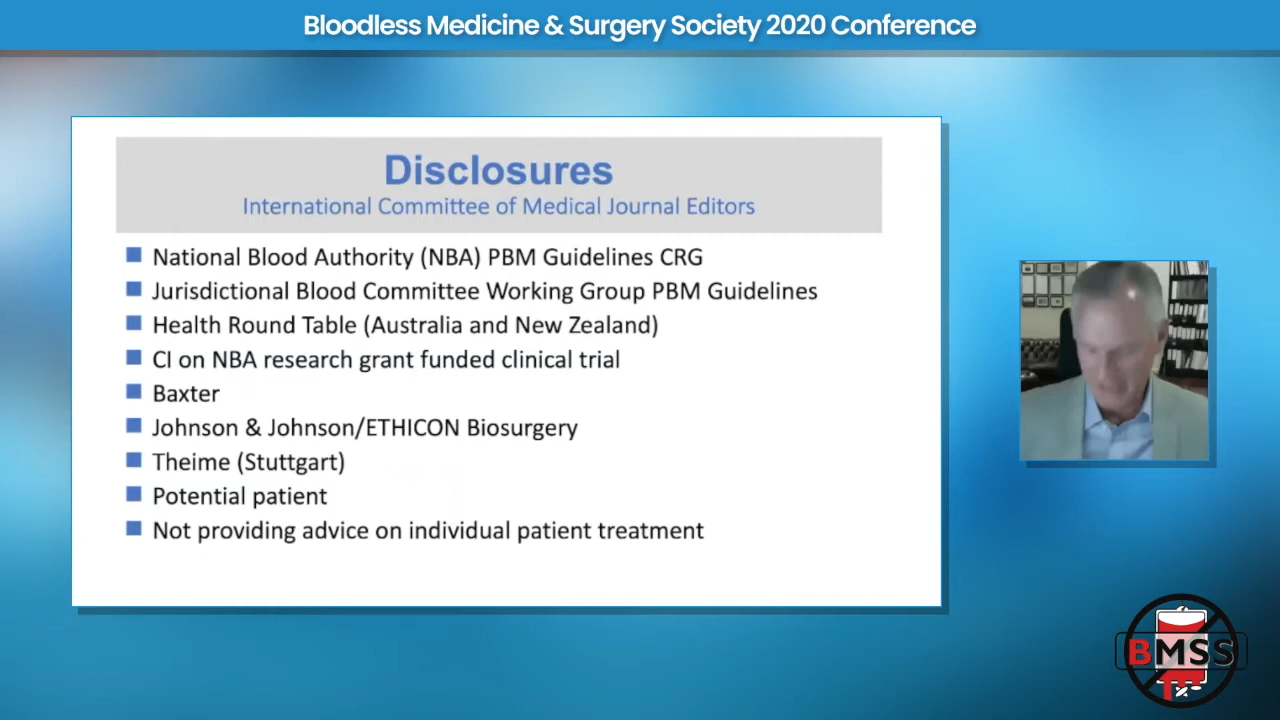 Bloodless Medicine & Surgery Society 2020 Conference
Disclosures
International Committee of Medical Journal Editors
National Blood Authority (NBA) PBM Guidelines CRG
Jurisdictional Blood Committee Working Group PBM Guidelines
Health Round Table (Australia and New Zealand)
CI on NBA research grant funded clinical trial
Baxter
Johnson & Johnson/ETHICON Biosurgery
Theime (Stuttgart)
Potential patient
Not providing advice on individual patient treatment
BMSS